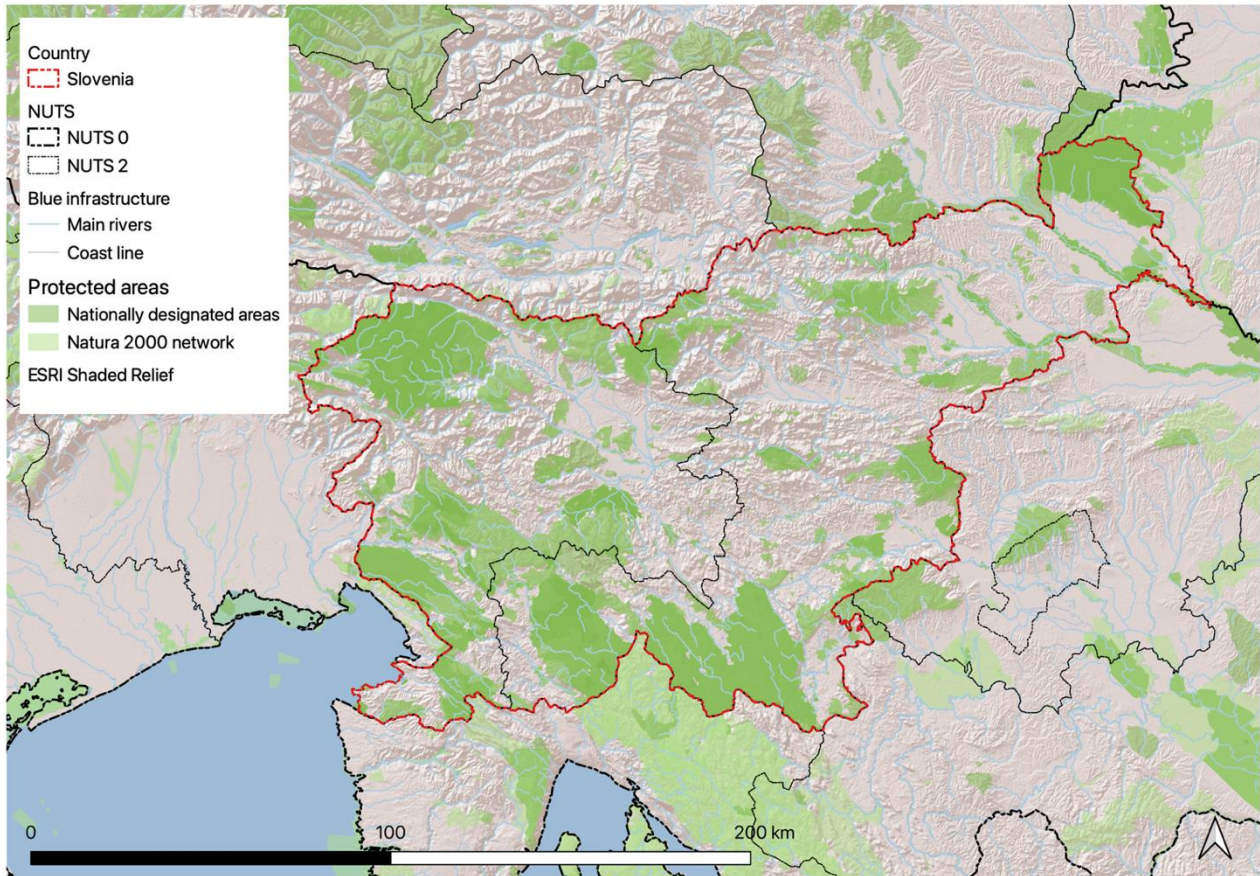 Country
Slovenia
NUTS
NUTS 0
NUTS 2
Blue infrastructure
Main rivers
Coast line
Protected areas
Nationally designated areas
Natura 2000 network
ESRI Shaded Relief
0
100
200 km